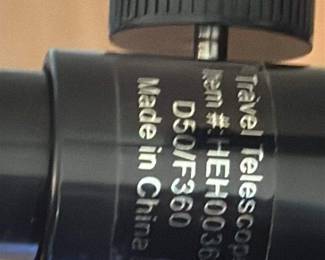 Travel Telescop
Item #: HEH0036
D50/F360
Made in China